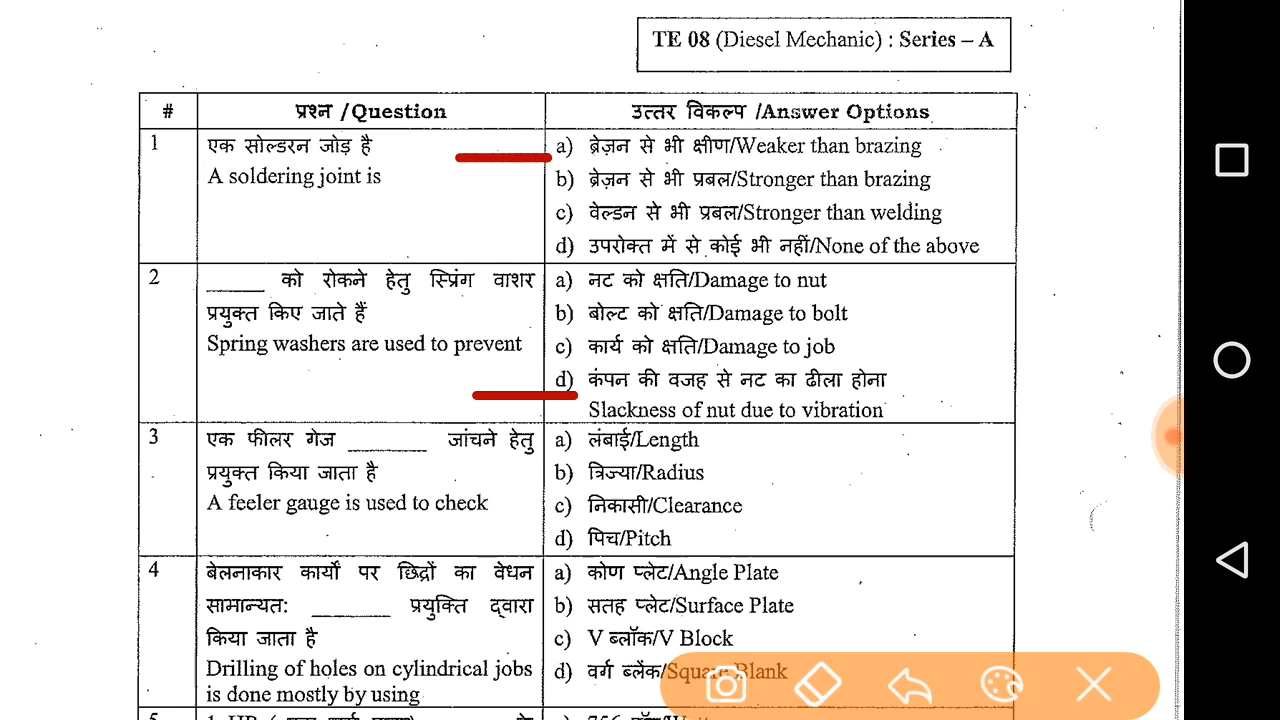 TE 08 (Diesel Mechanic) : Series – A
# प्रश्न /Question उत्तर विकल्प /Answer Options
1 एक सोल्डरन जोड़ है
A soldering joint is
a) ब्रेज़न से भी क्षीण/Weaker than brazing
b) ब्रेज़न से भी प्रबल/Stronger than brazing
c) वेल्डन से भी प्रबल/Stronger than welding
d) उपरोक्त में से कोई भी नहीं/None of the above
2 _____ को रोकने हेतु स्प्रिंग वाशर
प्रयुक्त किए जाते हैं
Spring washers are used to prevent
a) नट को क्षति/Damage to nut
b) बोल्ट को क्षति/Damage to bolt
c) कार्य को क्षति/Damage to job
d) कंपन की वजह से नट का ढीला होना
Slackness of nut due to vibration
3 एक फीलर गेज _______ जांचने हेतु
प्रयुक्त किया जाता है
A feeler gauge is used to check
a) लंबाई/Length
b) त्रिज्या/Radius
c) निकासी/Clearance
d) पिच/Pitch
4 बेलनाकार कार्यों पर छिद्रों का वेधन
सामान्यत: _______ प्रयुक्ति द्वारा
किया जाता है
Drilling of holes on cylindrical jobs
is done mostly by using
a) कोण प्लेट/Angle Plate
b) सतह प्लेट/Surface Plate
c) V ब्लॉक/V Block
d) वर्ग ब्लैंक/Square Blank